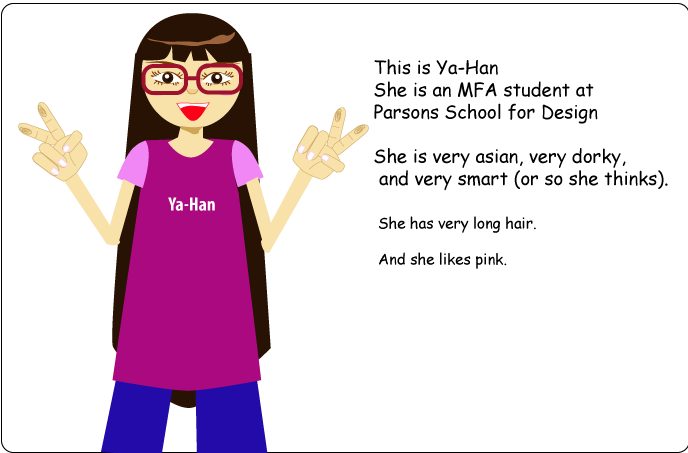 This is Ya-Han
She is an MFA student at
Parsons School for Design
She is very asian, very dorky,
and very smart (or so she thinks).
She has very long hair.
And she likes pink.
Ya-Han